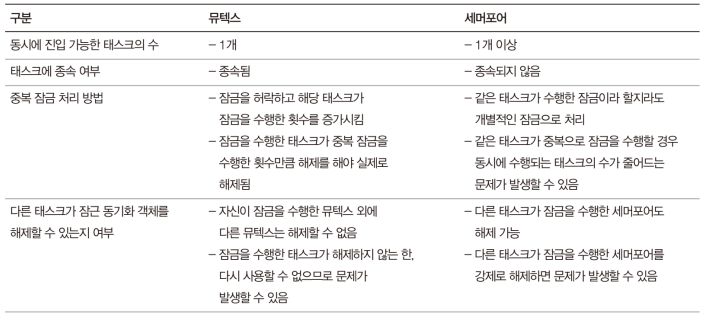 구분 뮤텍스 세머포어
동시에 진입 가능한 태스크의 수 – 1개 – 1개 이상
태스크에 종속 여부 – 종속됨 – 종속되지 않음
중복 잠금 처리 방법 – 잠금을 허락하고 해당 태스크가 – 같은 태스크가 수행한 잠금이라 할지라도
잠금을 수행한 횟수를 증가시킴 개별적인 잠금으로 처리
– 잠금을 수행한 태스크가 중복 잠금을 – 같은 태스크가 중복으로 잠금을 수행할 경우
수행한 횟수만큼 해제를 해야 실제로 동시에 수행되는 태스크의 수가 줄어드는
해제됨 문제가 발생할 수 있음
다른 태스크가 잠근 동기화 객체를 – 자신이 잠금을 수행한 뮤텍스 외에 – 다른 태스크가 잠금을 수행한 세머포어도
해제할 수 있는지 여부 다른 뮤텍스는 해제할 수 없음 해제 가능
– 잠금을 수행한 태스크가 해제하지 않는 한, – 다른 태스크가 잠금을 수행한 세머포어를
다시 사용할 수 없으므로 문제가 강제로 해제하면 문제가 발생할 수 있음
발생할 수 있음